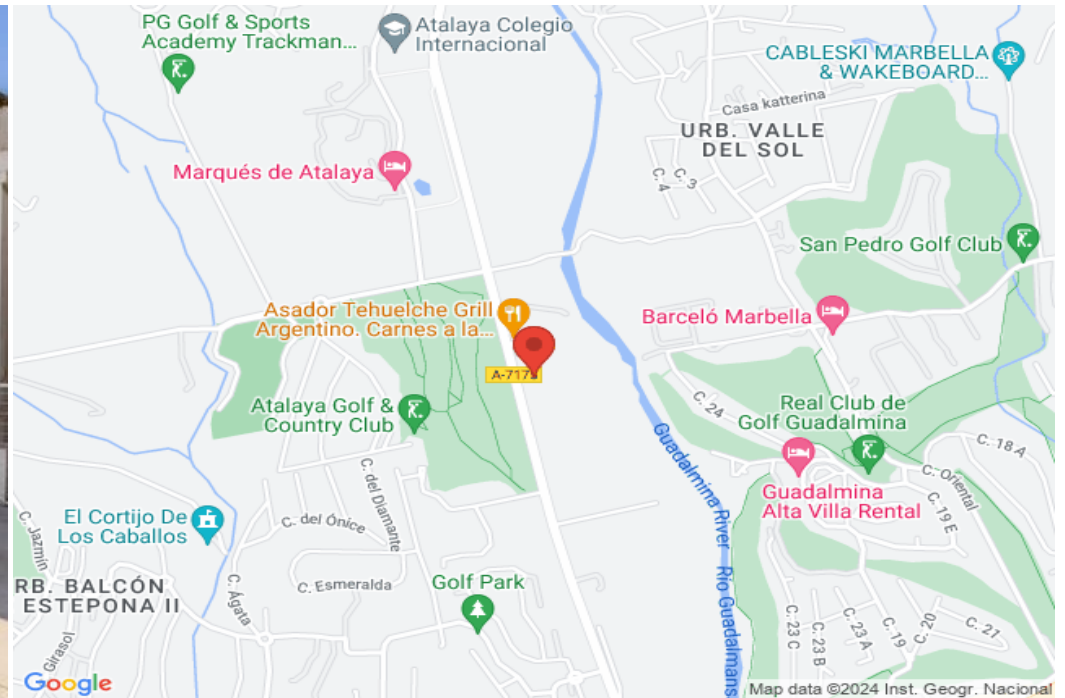 PG Golf & Sports
Academy Trackman...
Atalaya Colegio
Internacional
CABLESKI MARBELLA
& WAKEBOARD...
Casa katterina
URB. VALLE
DEL SOL
Marqués de Atalaya
C. 4
C. 3
San Pedro Golf Club
Asador Tehuelche Grill
Argentino. Carnes a la...
Barceló Marbella
A-7175
Atalaya Golf &
Country Club
C. 24
Real Club de
Golf Guadalmina
C. 18 A
C. Oriental
Guadalmina River
Guadalmina
Alta Villa Rental
C. 19 E
C. del Diamante
El Cortijo De
Los Caballos
C. del Ónice
C. Jazmín
RB. BALCÓN
ESTEPONA II
C. Ágata
C. Esmeralda
Golf Park
Río Guadalmans
C. 23 C
C. 23 B
C. 23 A
C. 19
C. 20
C. 21
Girasol
Google
Map data ©2024 Inst. Geogr. Nacional